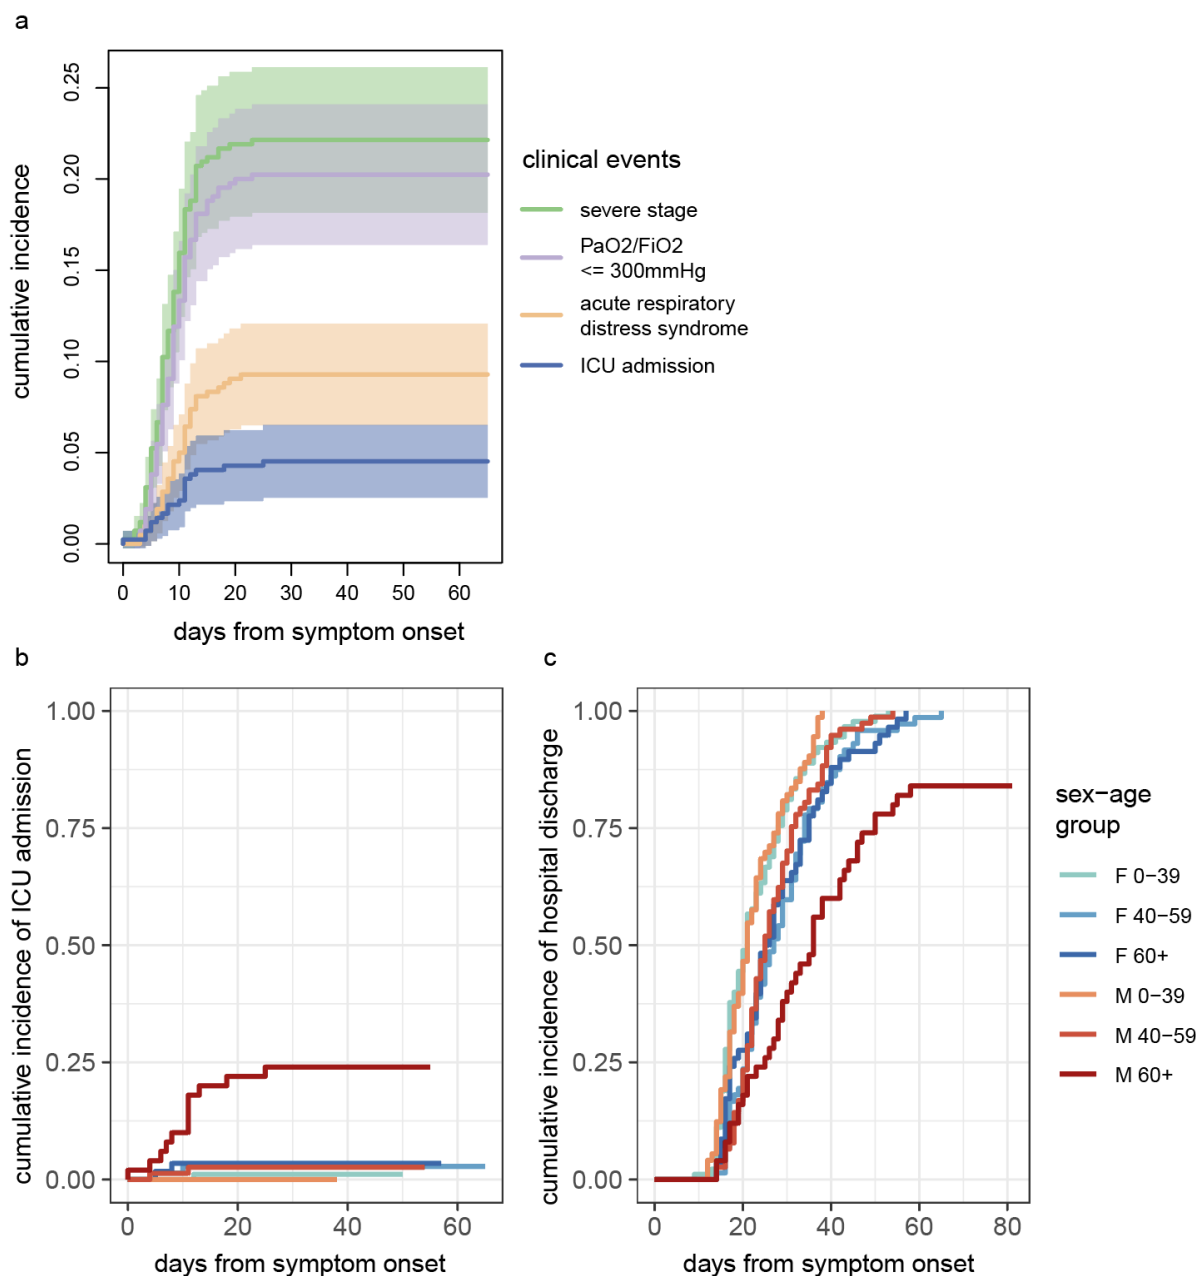 a
0.25
0.20
0.15
0.10
0.05
0.00
cumulative incidence
0 10 20 30 40 50 60
days from symptom onset
clinical events
severe stage
PaO2/FiO2
<= 300mmHg
acute respiratory
distress syndrome
ICU admission
b
1.00
0.75
0.50
0.25
0.00
cumulative incidence of ICU admission
0 20 40 60
days from symptom onset
c
1.00
0.75
0.50
0.25
0.00
cumulative incidence of hospital discharge
0 20 40 60 80
days from symptom onset
sex−age
group
F 0−39
F 40−59
F 60+
M 0−39
M 40−59
M 60+